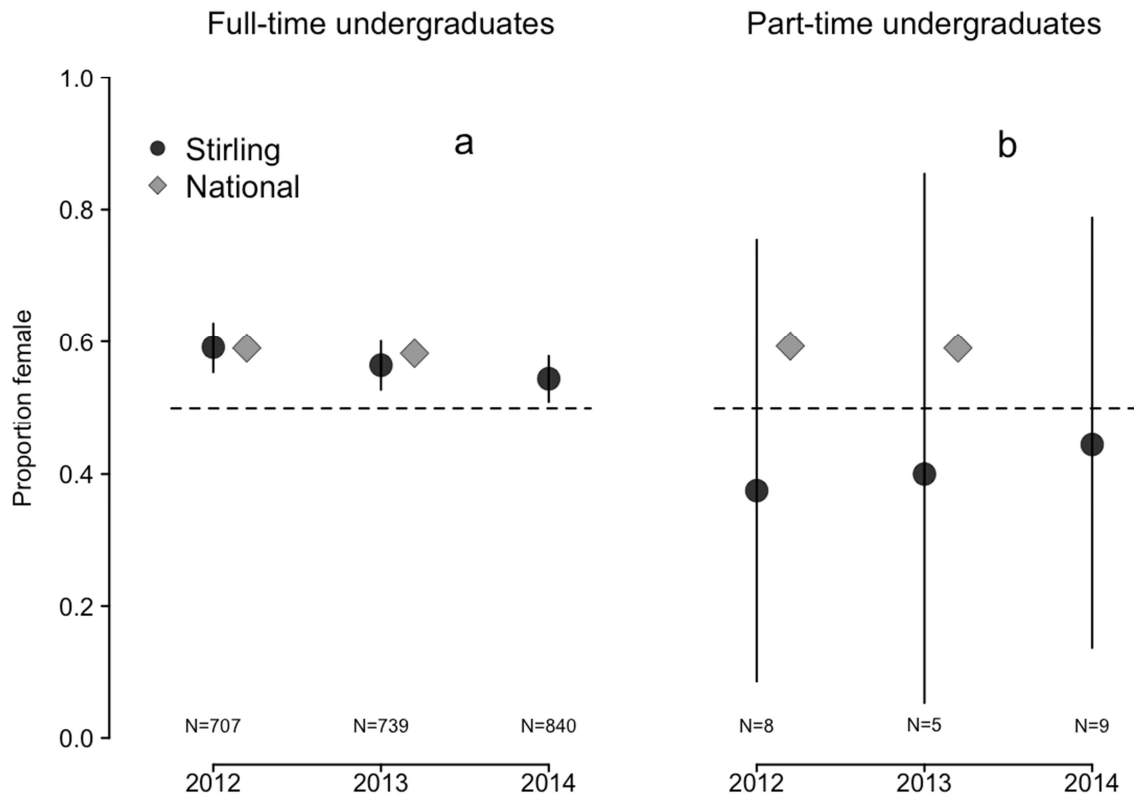 Full-time undergraduates
Part-time undergraduates
1.0
0.8
0.6
0.4
0.2
0.0
Proportion female
Stirling
National
a
b
N=707
N=739
N=840
N=8
N=5
N=9
2012
2013
2014
2012
2013
2014